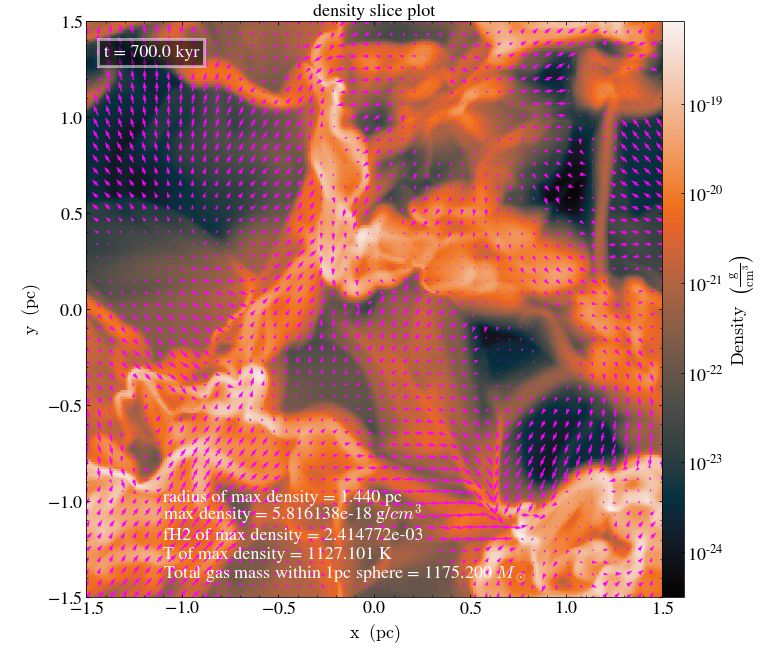 density slice plot
t = 700.0 kyr
1.5
1.0
0.5
0.0
−0.5
−1.0
−1.5
y (pc)
radius of max density = 1.440 pc
max density = 5.816138e-18 g/cm³
fH2 of max density = 2.414772e-03
T of max density = 1127.101 K
Total gas mass within 1pc sphere = 1175.200 M☉
−1.5 −1.0 −0.5 0.0 0.5 1.0 1.5
x (pc)
10⁻¹⁹
10⁻²⁰
10⁻²¹
10⁻²²
10⁻²³
10⁻²⁴
Density (g/cm³)